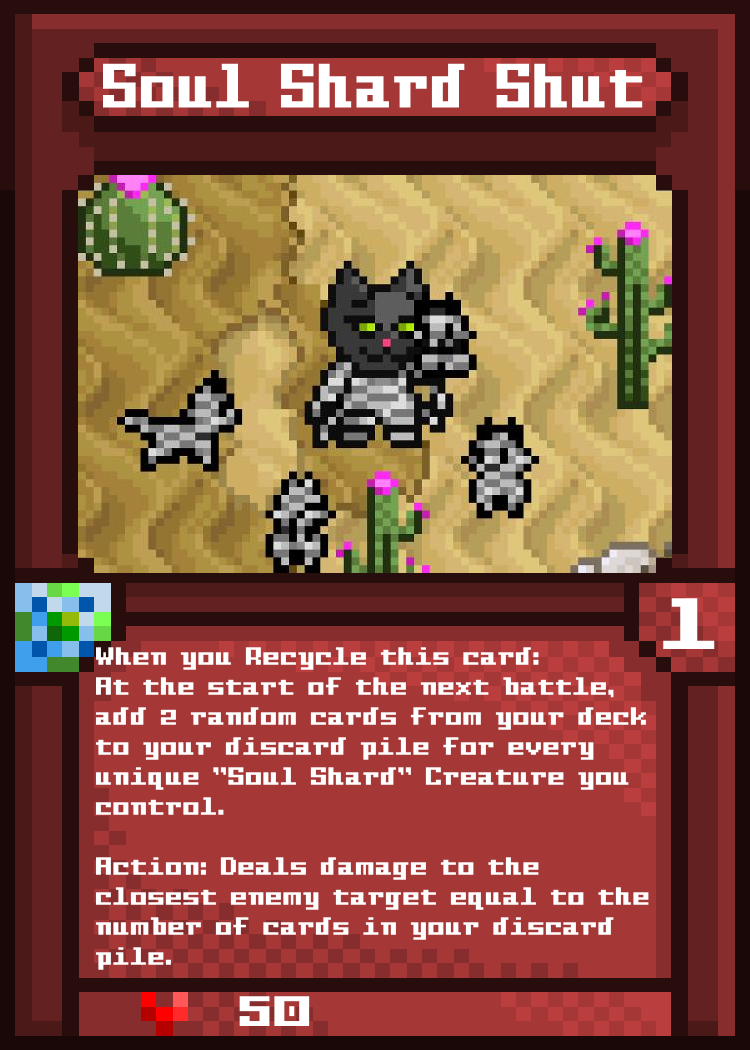 Soul Shard Shut
1
When you Recycle this card:
At the start of the next battle,
add 2 random cards from your deck
to your discard pile for every
unique "Soul Shard" Creature you
control.
Action: Deals damage to the
closest enemy target equal to the
number of cards in your discard
pile.
50